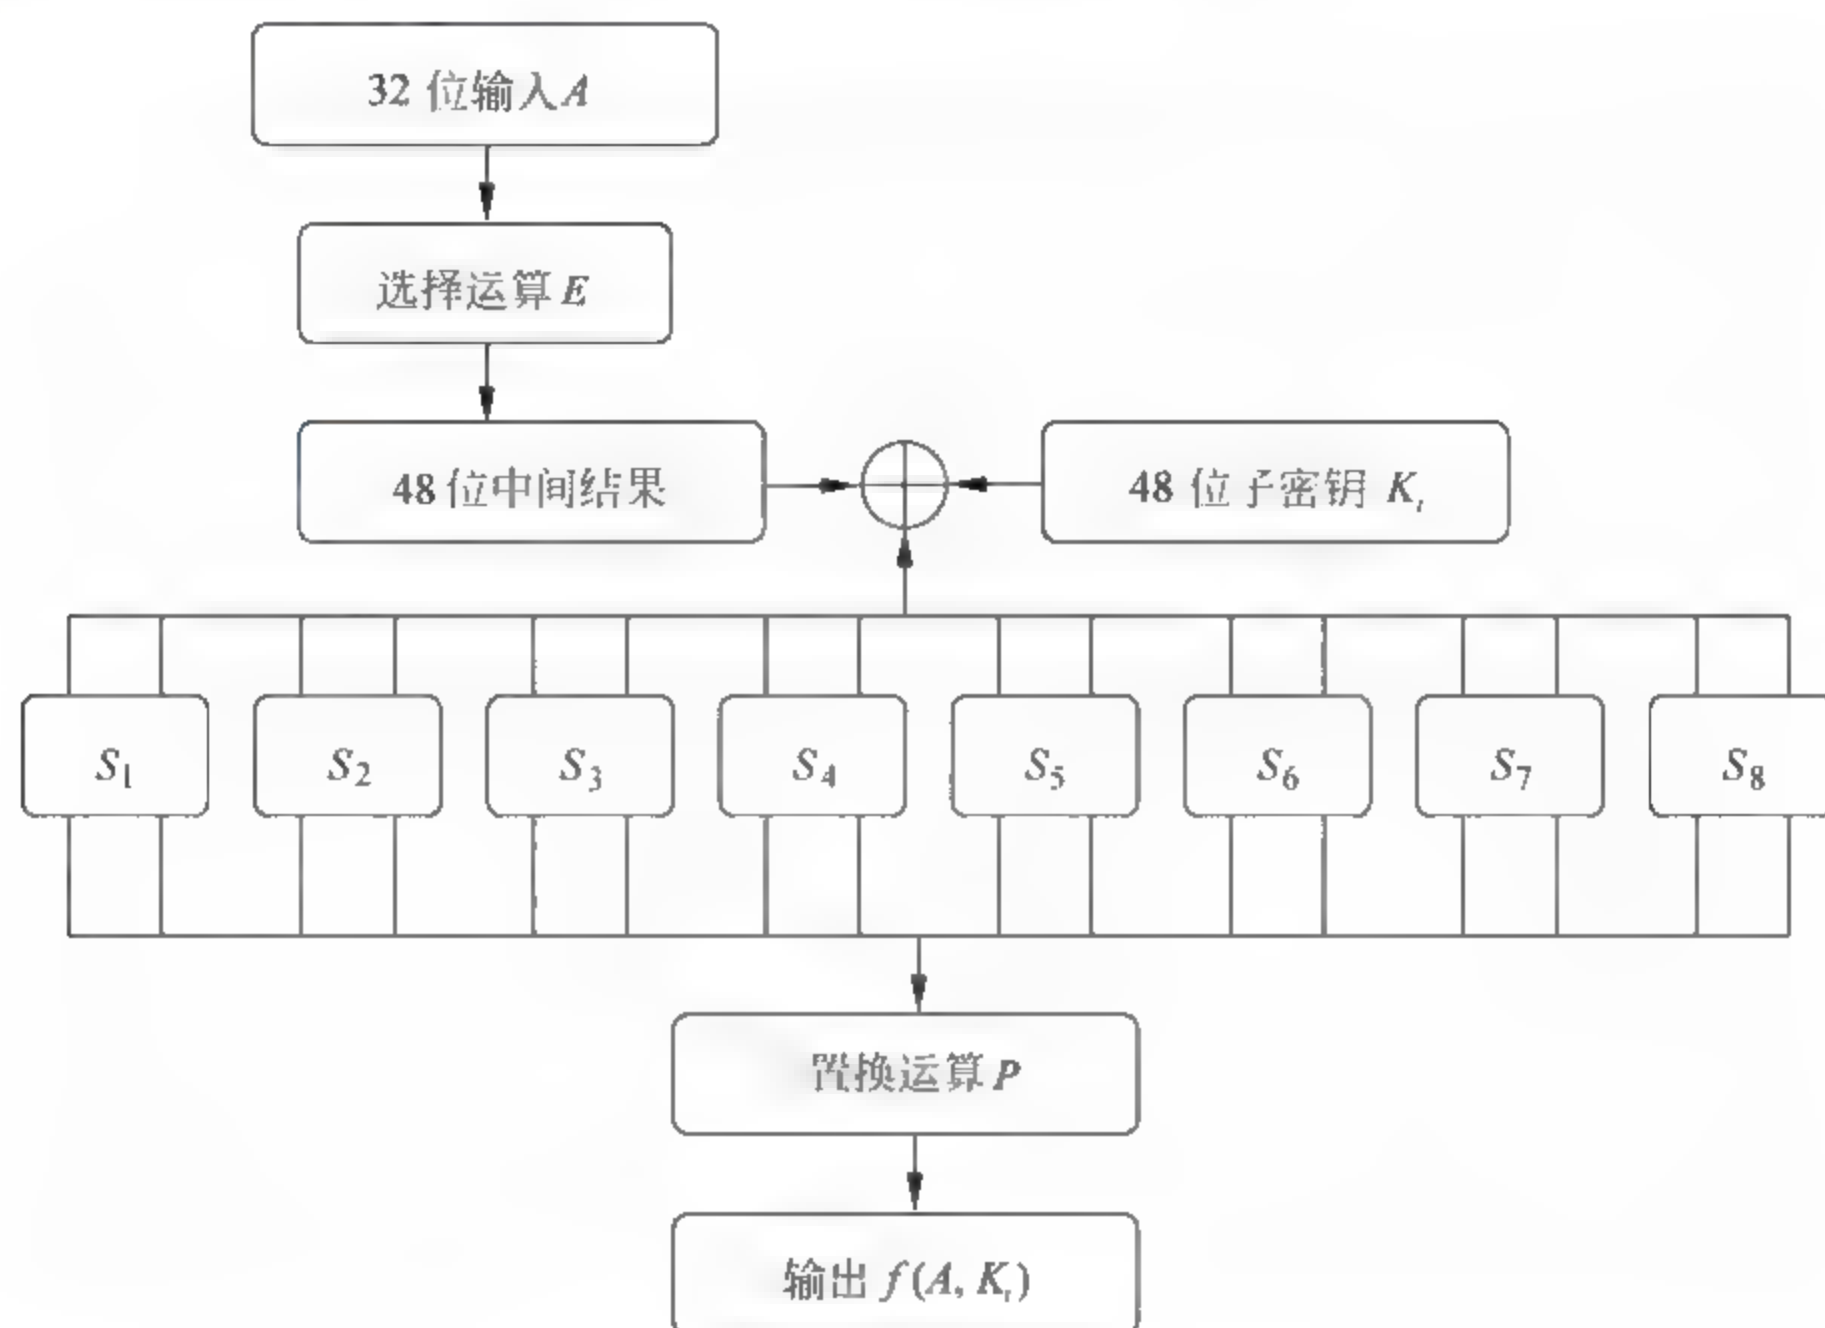 32 位输入 A
选择运算 E
48 位中间结果
48 位子密钥 Kᵢ
S₁ S₂ S₃ S₄ S₅ S₆ S₇ S₈
置换运算 P
输出 f(A, Kᵢ)